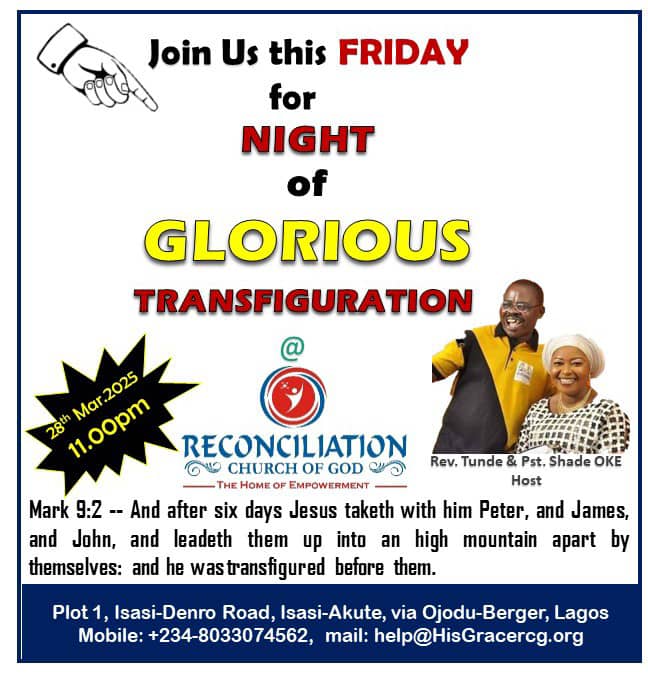 Join Us this FRIDAY
for
NIGHT
of
GLORIOUS
TRANSFIGURATION
@
28th Mar.2025
11.00pm
RECONCILIATION
CHURCH OF GOD
THE HOME OF EMPOWERMENT
Rev. Tunde & Pst. Shade OKE
Host
Mark 9:2 -- And after six days Jesus taketh with him Peter, and James,
and John, and leadeth them up into an high mountain apart by
themselves: and he was transfigured before them.
Plot 1, Isasi-Denro Road, Isasi-Akute, via Ojodu-Berger, Lagos
Mobile: +234-8033074562, mail: help@HisGracercg.org